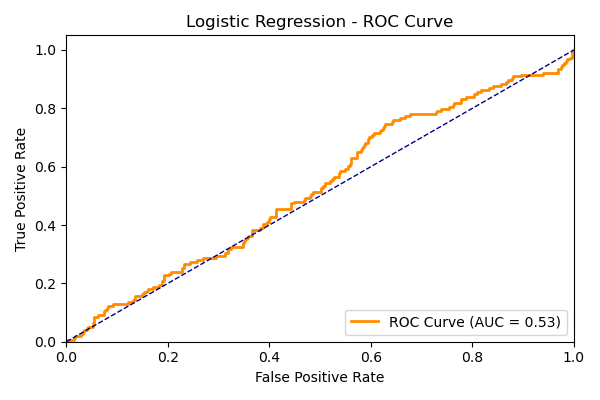 Logistic Regression - ROC Curve
True Positive Rate
1.0
0.8
0.6
0.4
0.2
0.0
ROC Curve (AUC = 0.53)
0.0 0.2 0.4 0.6 0.8 1.0
False Positive Rate